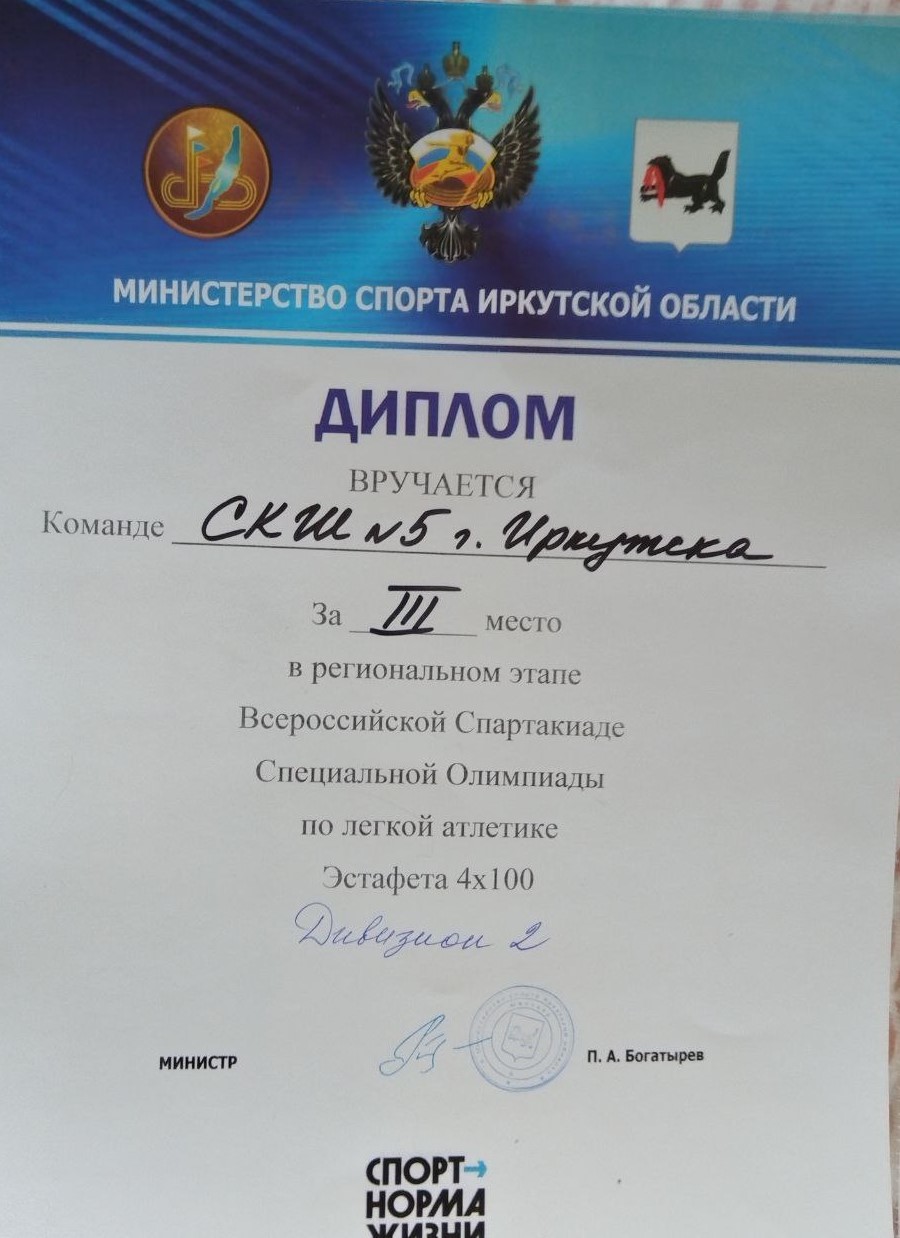 МИНИСТЕРСТВО СПОРТА ИРКУТСКОЙ ОБЛАСТИ
ДИПЛОМ
ВРУЧАЕТСЯ
Команде СКШ №5 г. Иркутска
За III место
в региональном этапе
Всероссийской Спартакиаде
Специальной Олимпиады
по легкой атлетике
Эстафета 4х100
Дивизион 2
МИНИСТР П. А. Богатырев
СПОРТ→
НОРМА
ЖИЗНИ